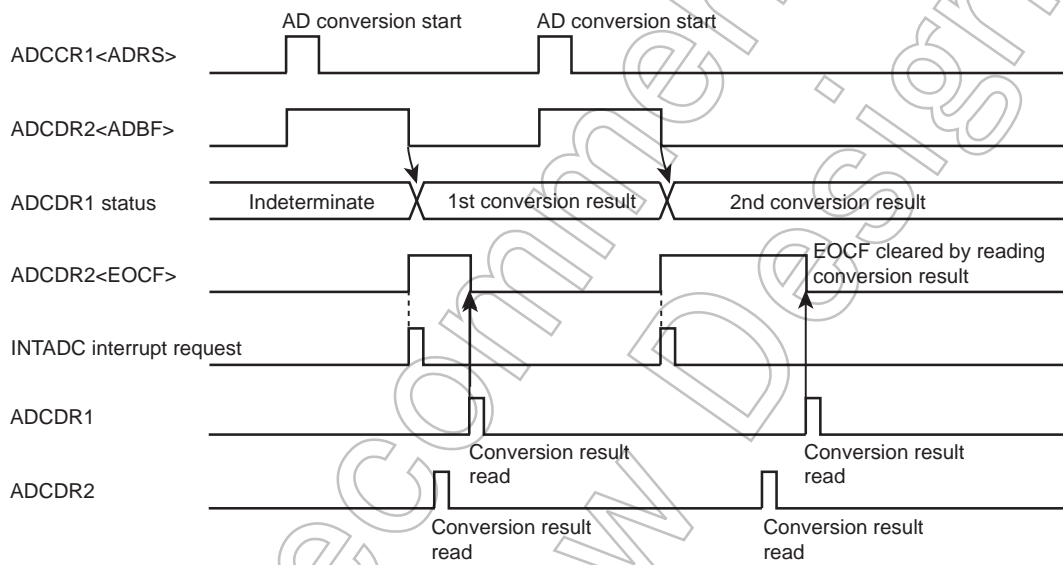 AD conversion start
AD conversion start
ADCCR1<ADRS>
ADCDR2<ADBF>
ADCDR1 status
Indeterminate
1st conversion result
2nd conversion result
ADCDR2<EOCF>
EOCF cleared by reading
conversion result
INTADC interrupt request
ADCDR1
Conversion result
read
Conversion result
read
ADCDR2
Conversion result
read
Conversion result
read